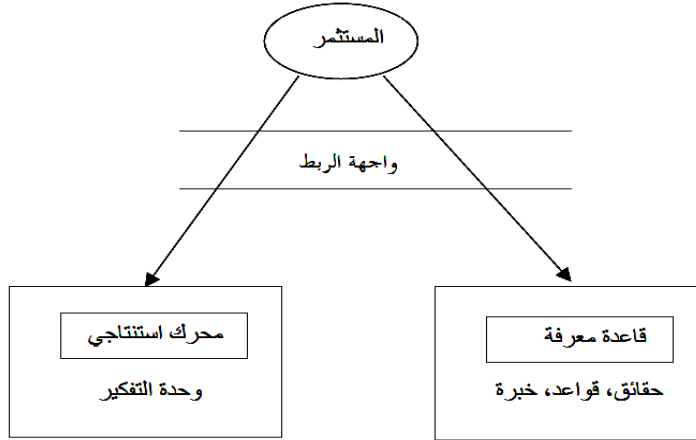 المستثمر
واجهة الربط
قاعدة معرفة
حقائق، قواعد، خبرة
محرك استنتاجي
وحدة التفكير